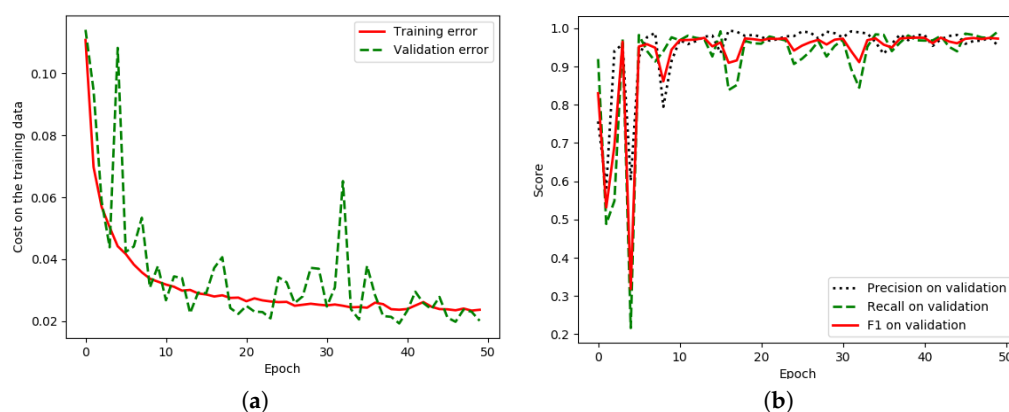 Training error
Validation error
Cost on the training data
0.10
0.08
0.06
0.04
0.02
0
10
20
30
40
50
Epoch
(a)
Score
1.0
0.9
0.8
0.7
0.6
0.5
0.4
0.3
0.2
Precision on validation
Recall on validation
F1 on validation
0
10
20
30
40
50
Epoch
(b)